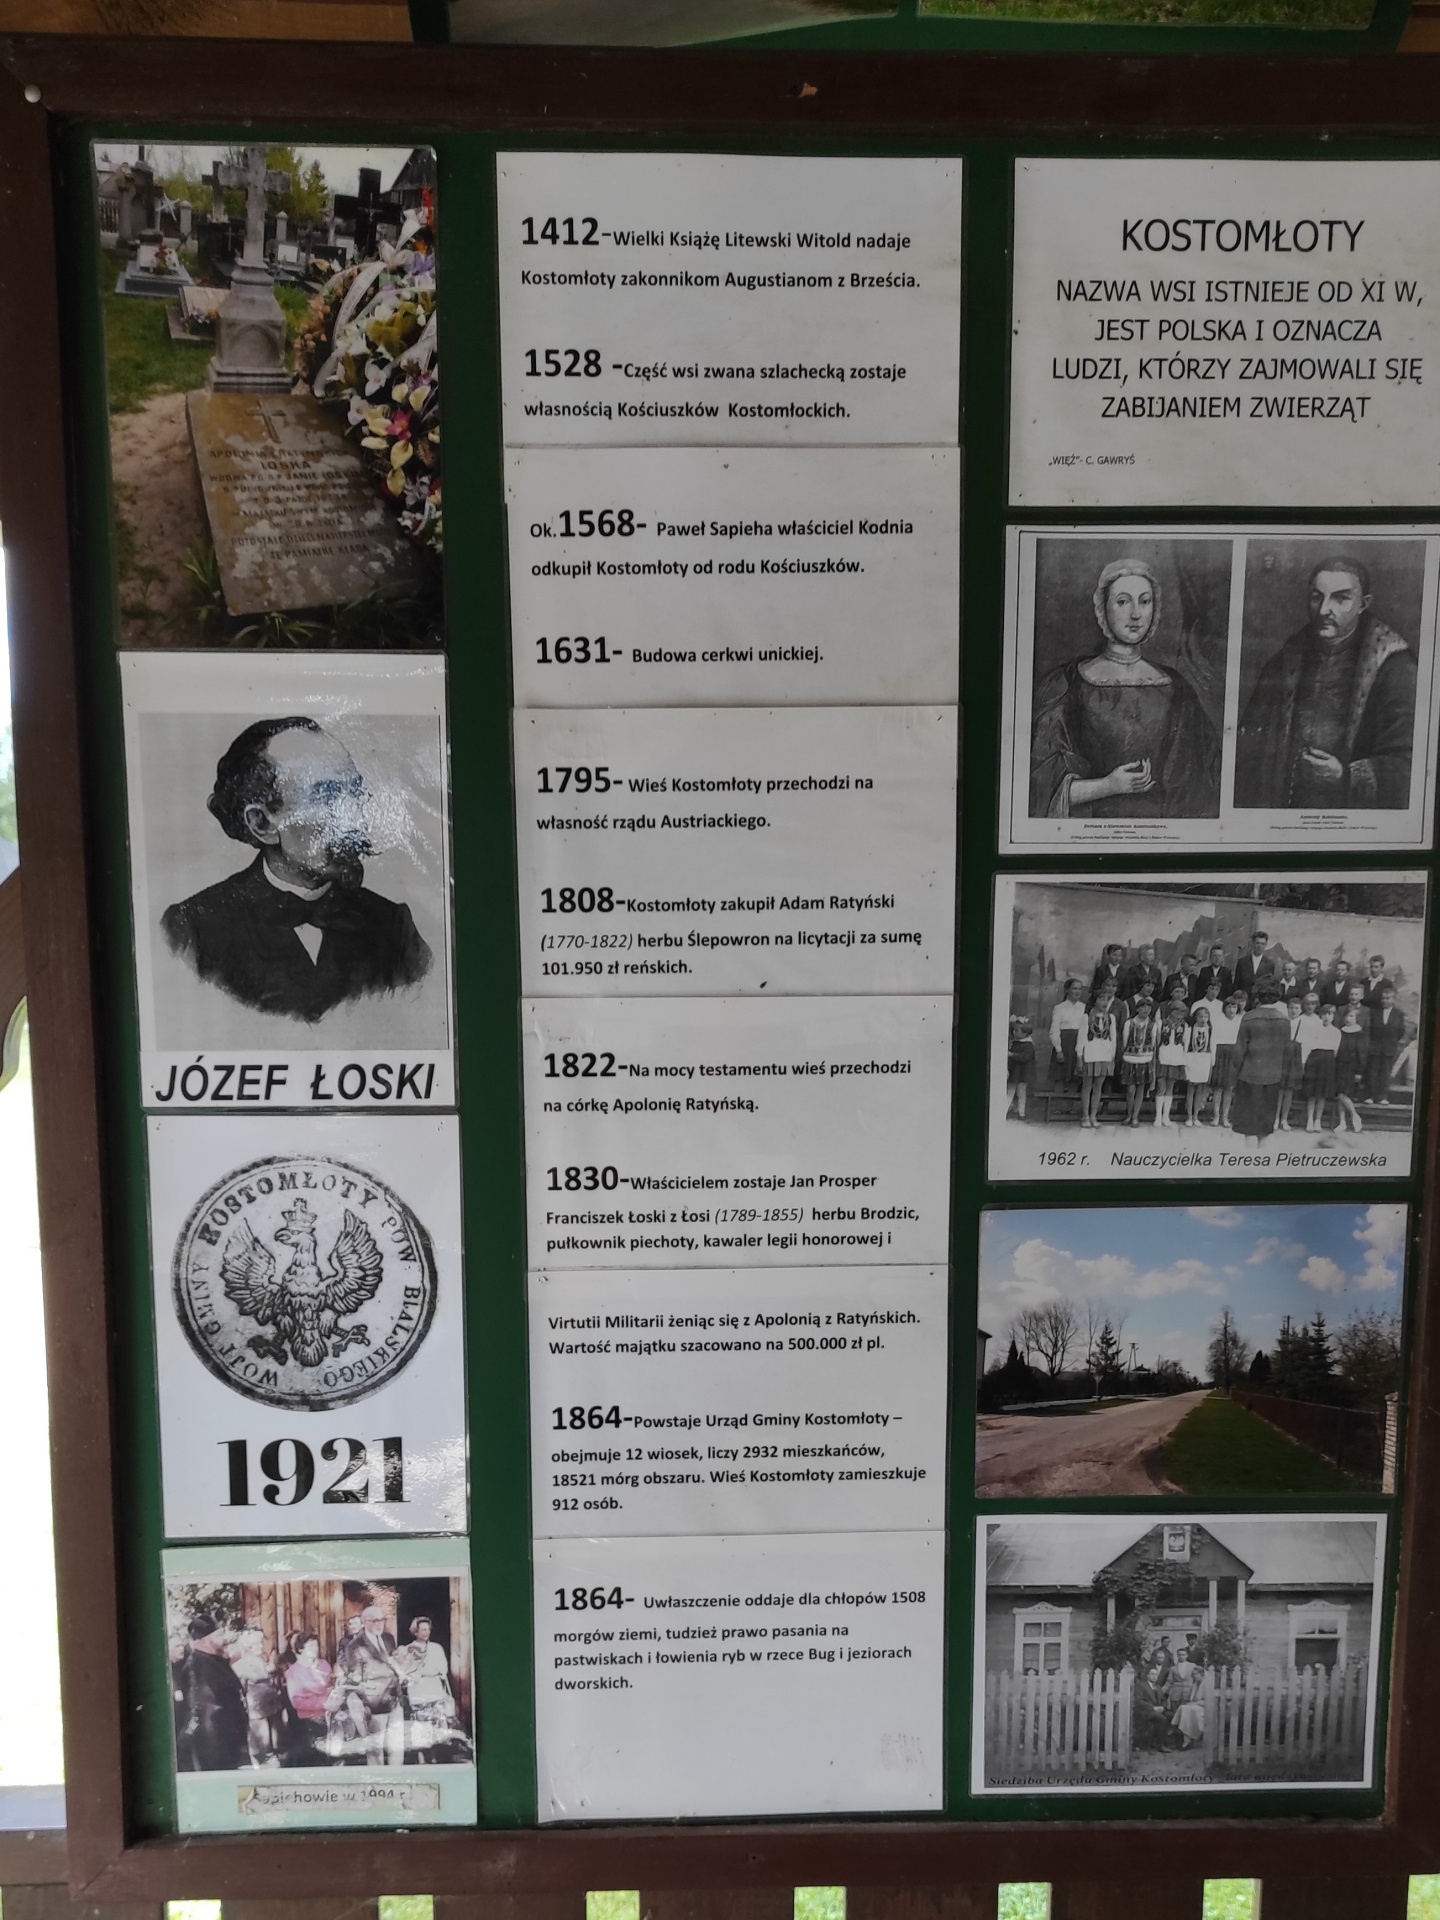 APOLONIA
ŁOSKA
POZOSTAŁE DZIECI
TĘ PAMIĄTKĘ KŁADĄ
JÓZEF ŁOSKI
WÓJT GMINY KOSTOMŁOTY POW. BIALSKIEGO
1921
w 1994 r.
1412-Wielki Książę Litewski Witold nadaje
Kostomłoty zakonnikom Augustianom z Brześcia.
1528 -Część wsi zwana szlachecką zostaje
własnością Kościuszków Kostomłockich.
Ok.1568- Paweł Sapieha właściciel Kodnia
odkupił Kostomłoty od rodu Kościuszków.
1631- Budowa cerkwi unickiej.
1795- Wieś Kostomłoty przechodzi na
własność rządu Austriackiego.
1808-Kostomłoty zakupił Adam Ratyński
(1770-1822) herbu Ślepowron na licytacji za sumę
101.950 zł reńskich.
1822-Na mocy testamentu wieś przechodzi
na córkę Apolonię Ratyńską.
1830-Właścicielem zostaje Jan Prosper
Franciszek Łoski z Łosi (1789-1855) herbu Brodzic,
pułkownik piechoty, kawaler legii honorowej i
Virtutii Militarii żeniąc się z Apolonią z Ratyńskich.
Wartość majątku szacowano na 500.000 zł pl.
1864-Powstaje Urząd Gminy Kostomłoty –
obejmuje 12 wiosek, liczy 2932 mieszkańców,
18521 mórg obszaru. Wieś Kostomłoty zamieszkuje
912 osób.
1864- Uwłaszczenie oddaje dla chłopów 1508
morgów ziemi, tudzież prawo pasania na
pastwiskach i łowienia ryb w rzece Bug i jeziorach
dworskich.
KOSTOMŁOTY
NAZWA WSI ISTNIEJE OD XI W,
JEST POLSKA I OZNACZA
LUDZI, KTÓRZY ZAJMOWALI SIĘ
ZABIJANIEM ZWIERZĄT
„WIĘŹ"- C. GAWRYŚ
1962 r. Nauczycielka Teresa Pietruczewska
Siedziba Urzędu Gminy Kostomłoty